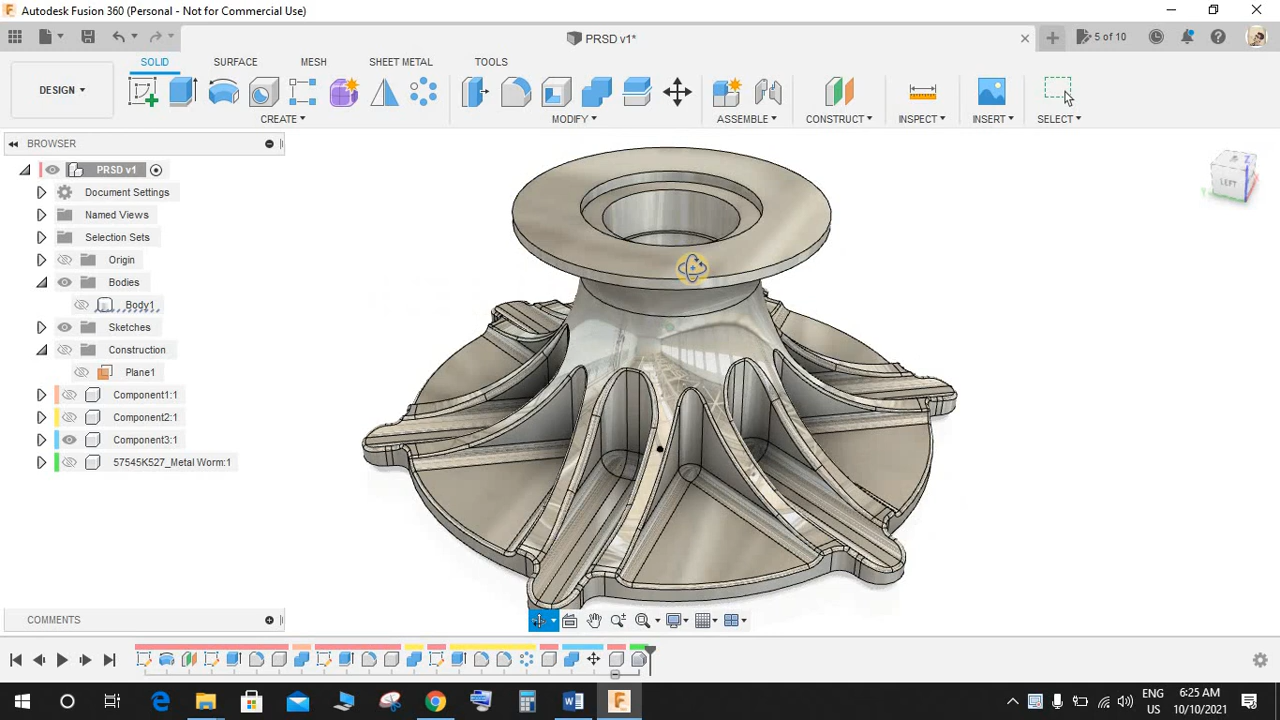 Autodesk Fusion 360 (Personal - Not for Commercial Use)
PRSD v1*
5 of 10
SOLID SURFACE MESH SHEET METAL TOOLS
DESIGN
CREATE MODIFY ASSEMBLE CONSTRUCT INSPECT INSERT SELECT
BROWSER
PRSD v1
Document Settings
Named Views
Selection Sets
Origin
Bodies
Body1
Sketches
Construction
Plane1
Component1:1
Component2:1
Component3:1
57545K527_Metal Worm:1
LEFT
Z
COMMENTS
ENG
US
6:25 AM
10/10/2021